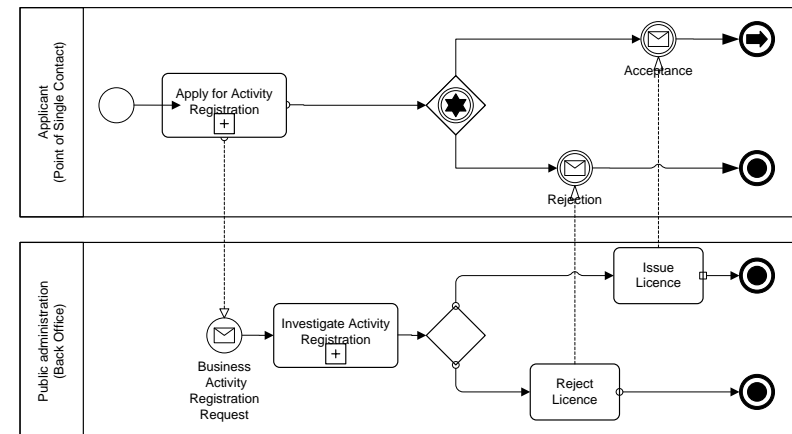 Applicant
(Point of Single Contact)
Apply for Activity
Registration
Acceptance
Rejection
Public administration
(Back Office)
Business
Activity
Registration
Request
Investigate Activity
Registration
Issue
Licence
Reject
Licence